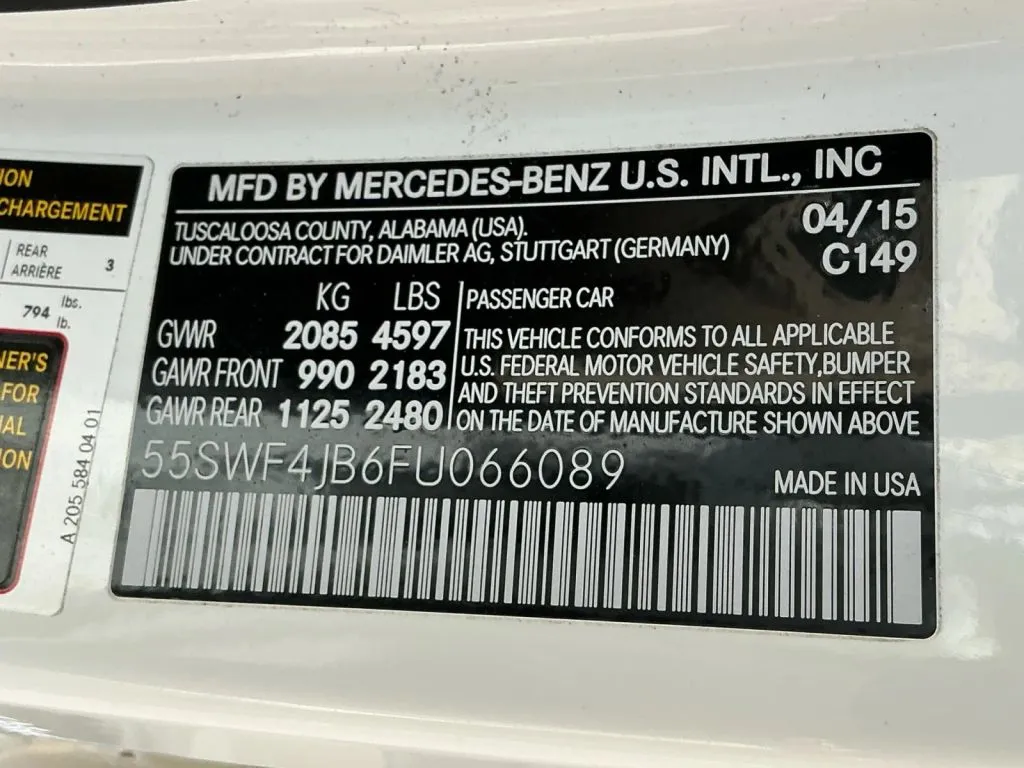 ION
CHARGEMENT
REAR
ARRIÈRE 3
794 lbs.
lb.
NER'S
FOR
IAL
ION
A 205 584 04 01
MFD BY MERCEDES-BENZ U.S. INTL., INC
TUSCALOOSA COUNTY, ALABAMA (USA). 04/15
UNDER CONTRACT FOR DAIMLER AG, STUTTGART (GERMANY) C149
KG LBS PASSENGER CAR
GVWR 2085 4597
GAWR FRONT 990 2183
GAWR REAR 1125 2480
THIS VEHICLE CONFORMS TO ALL APPLICABLE
U.S. FEDERAL MOTOR VEHICLE SAFETY,BUMPER
AND THEFT PREVENTION STANDARDS IN EFFECT
ON THE DATE OF MANUFACTURE SHOWN ABOVE
55SWF4JB6FU066089
MADE IN USA